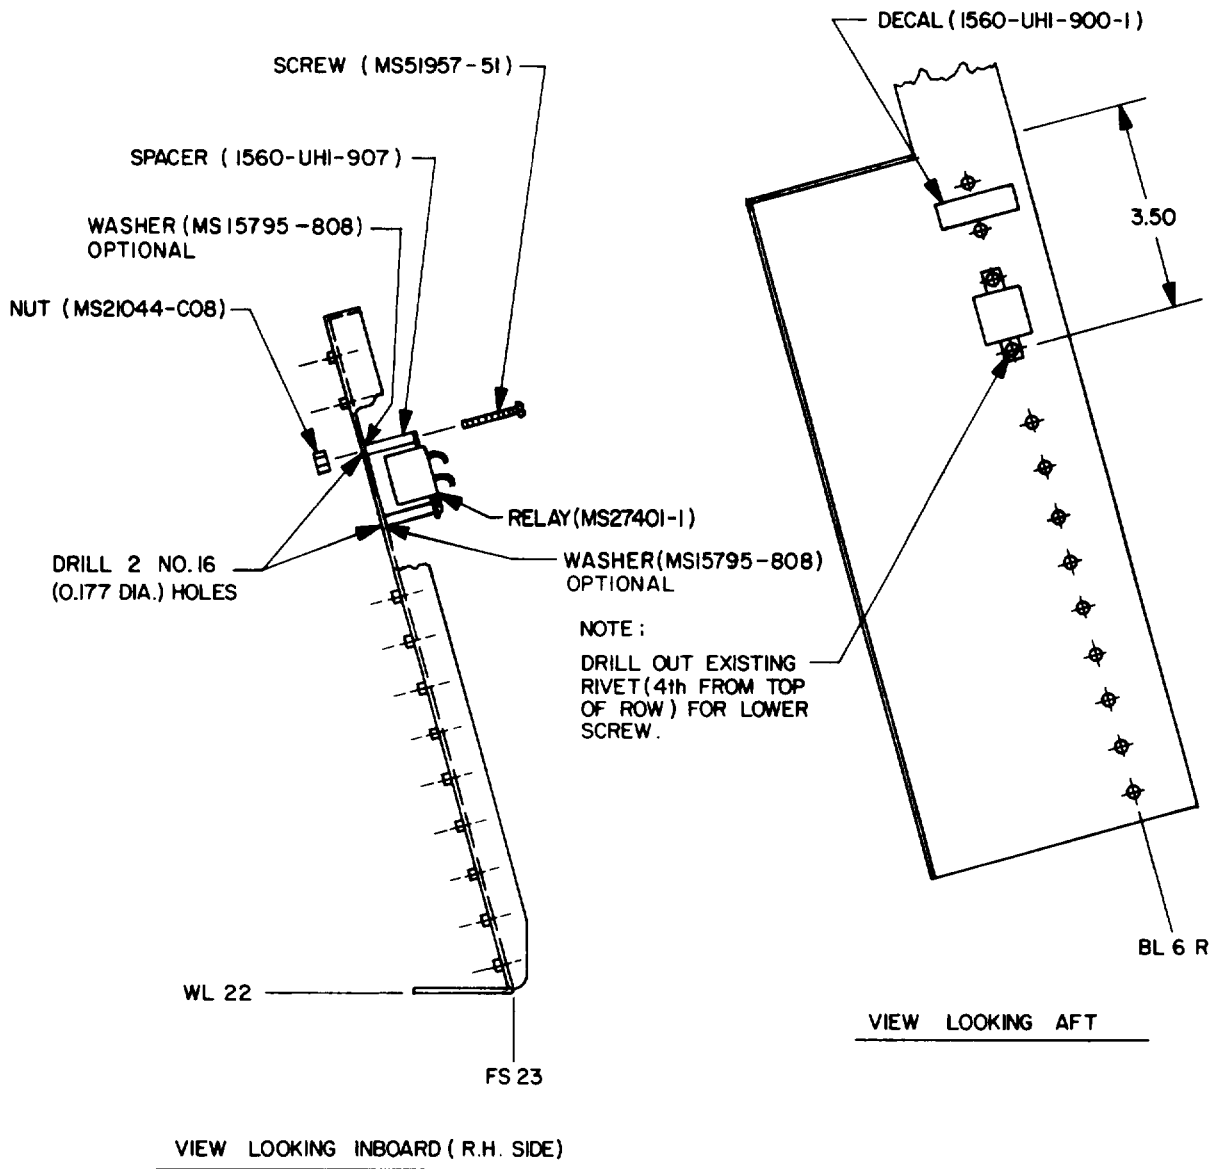 DECAL (1560-UHI-900-1)
SCREW (MS51957-51)
SPACER (1560-UHI-907)
WASHER (MS15795-808)
OPTIONAL
NUT (MS21044-C08)
3.50
RELAY (MS27401-1)
DRILL 2 NO. 16
(0.177 DIA.) HOLES
WASHER (MS15795-808)
OPTIONAL
NOTE:
DRILL OUT EXISTING
RIVET (4th FROM TOP
OF ROW) FOR LOWER
SCREW.
BL 6 R
WL 22
VIEW LOOKING AFT
FS 23
VIEW LOOKING INBOARD (R.H. SIDE)